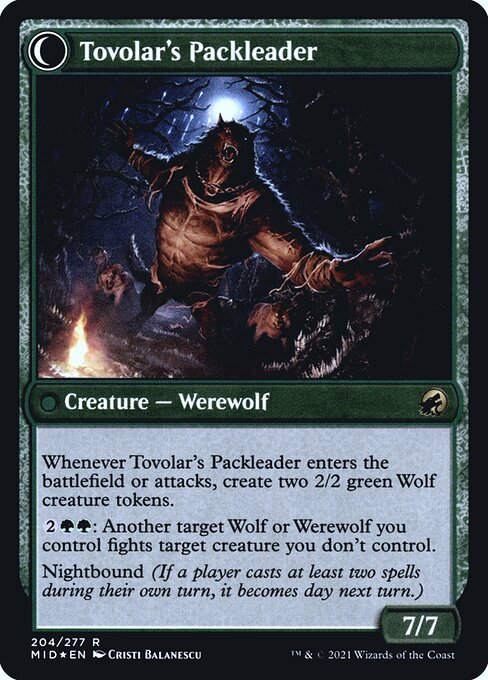 Tovolar's Packleader
Creature — Werewolf
Whenever Tovolar's Packleader enters the
battlefield or attacks, create two 2/2 green Wolf
creature tokens.
2: Another target Wolf or Werewolf you
control fights target creature you don't control.
Nightbound (If a player casts at least two spells
during their own turn, it becomes day next turn.)
7/7
204/277 R
MID★EN Cristi Balanescu
™ & © 2021 Wizards of the Coast